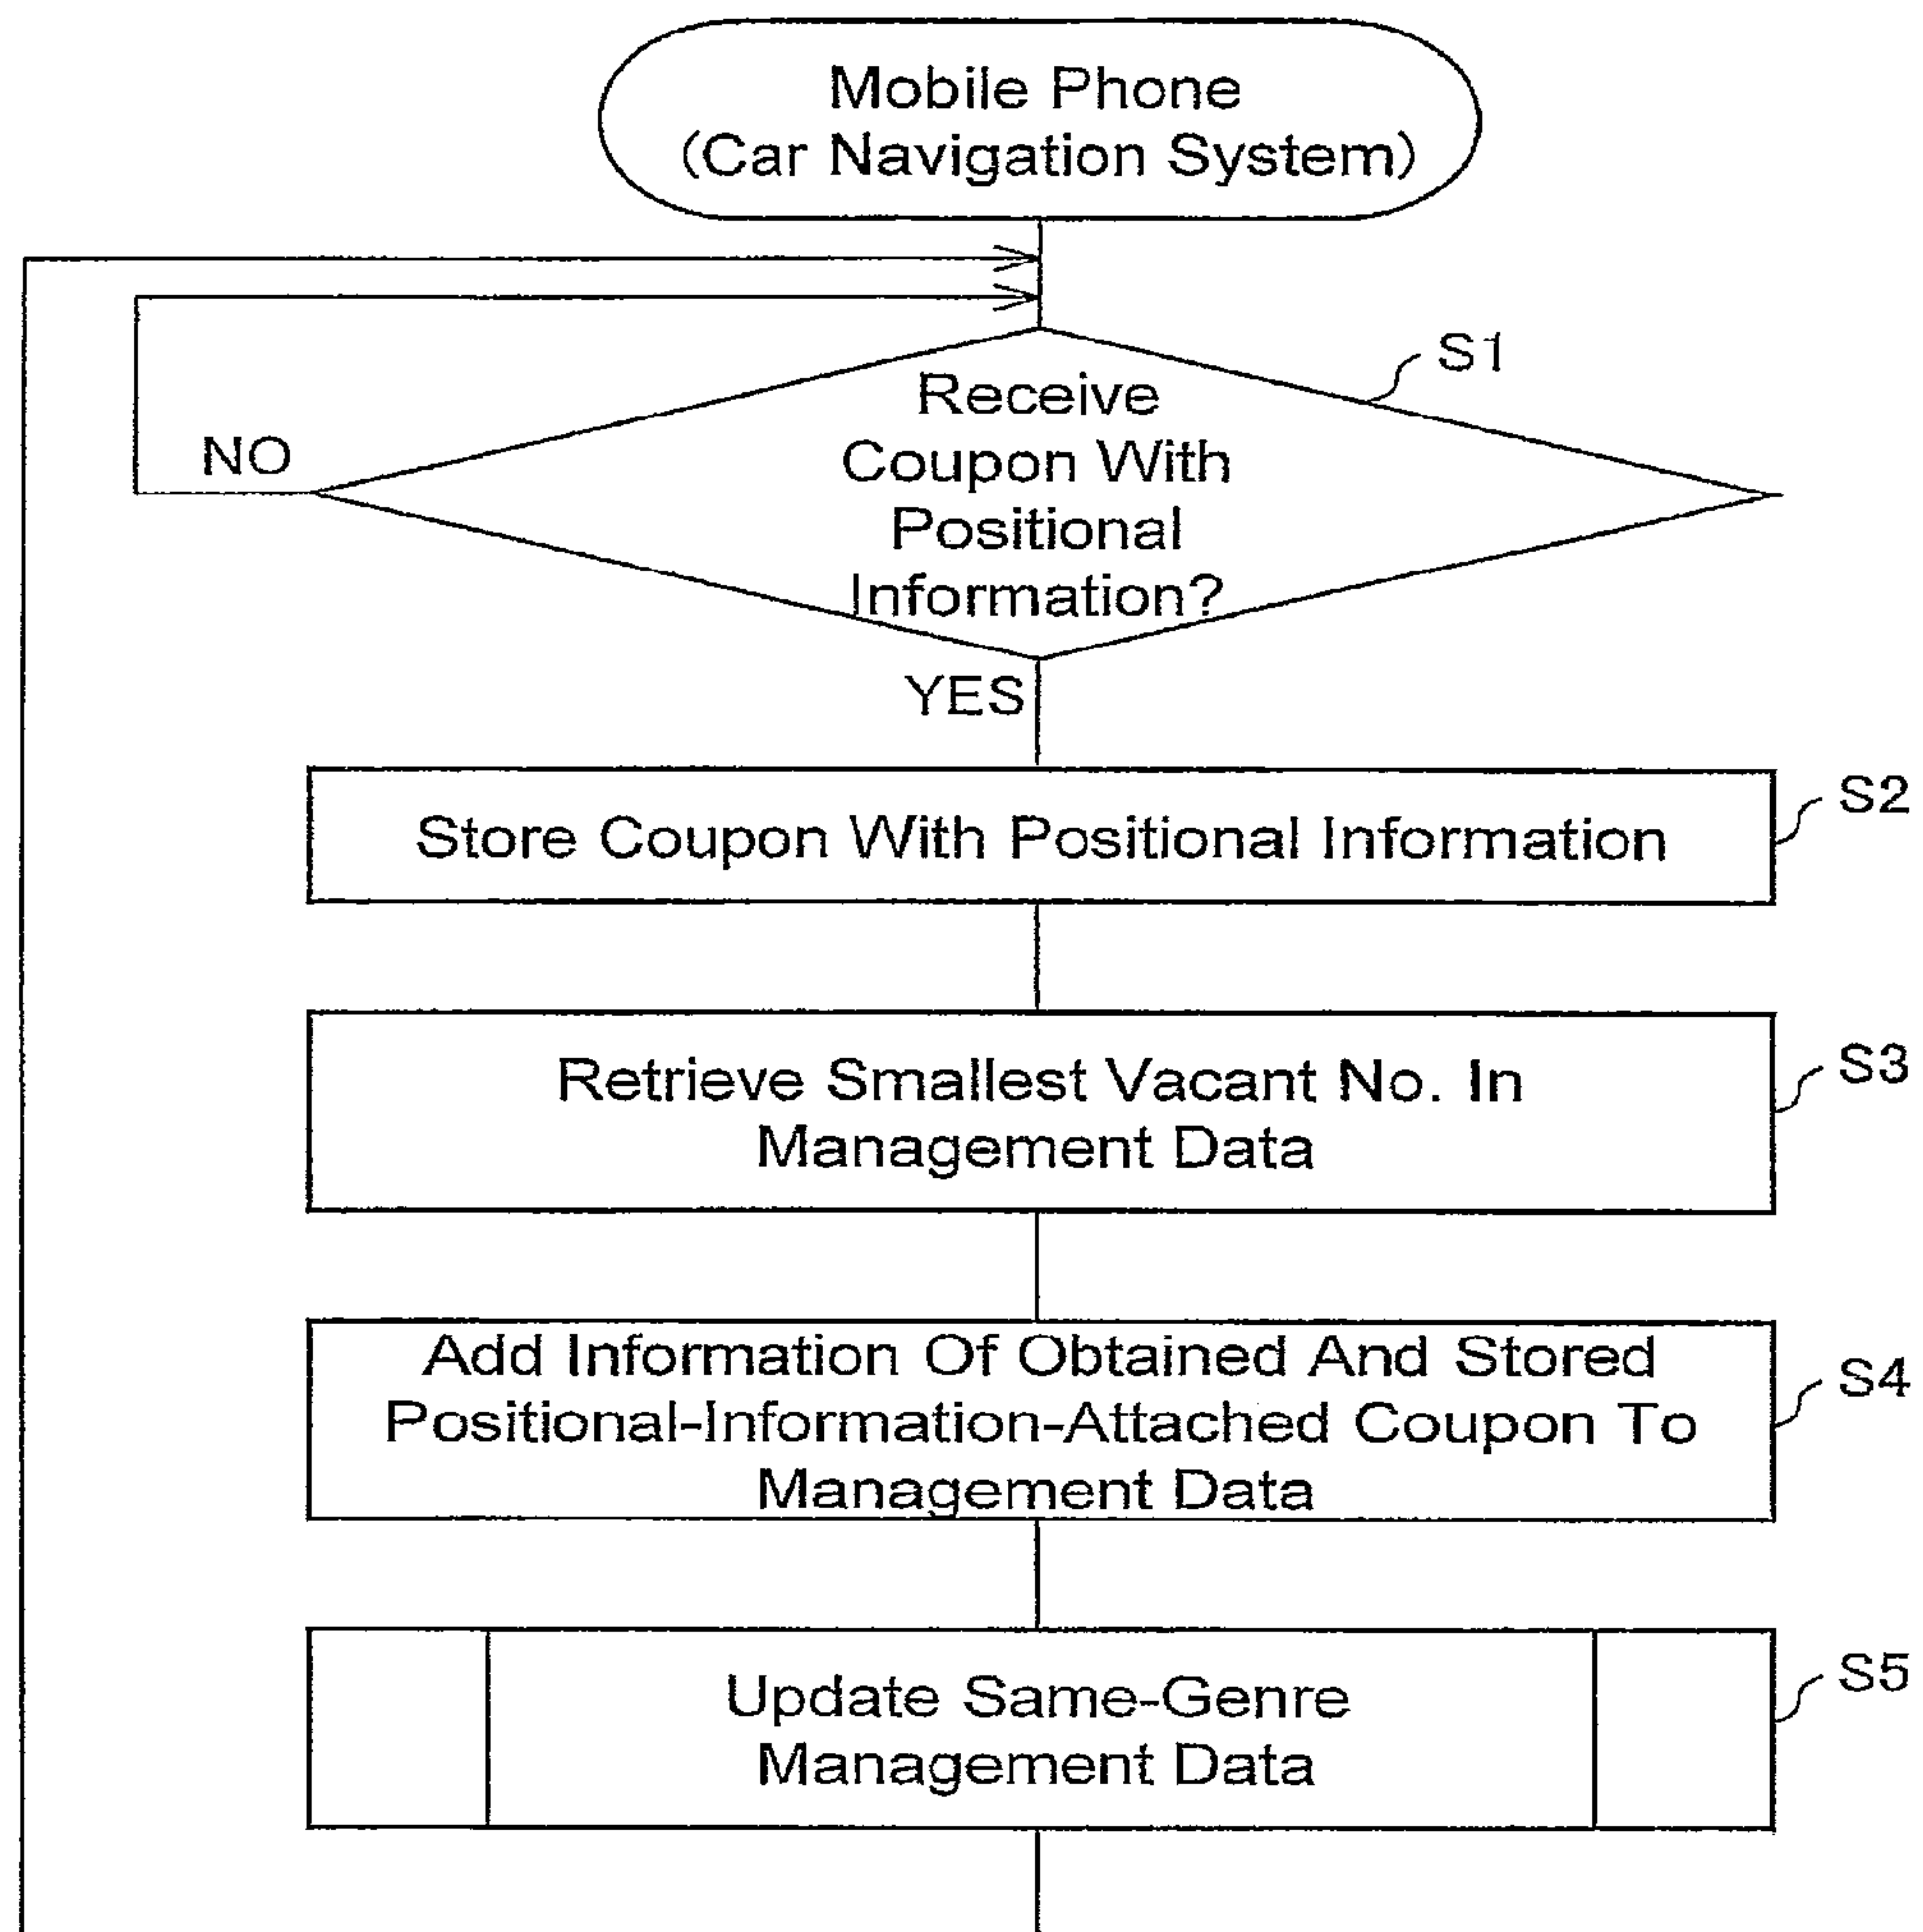 Mobile Phone
(Car Navigation System)
S1
Receive
Coupon With
Positional
Information?
NO
YES
S2
Store Coupon With Positional Information
S3
Retrieve Smallest Vacant No. In
Management Data
S4
Add Information Of Obtained And Stored
Positional-Information-Attached Coupon To
Management Data
S5
Update Same-Genre
Management Data